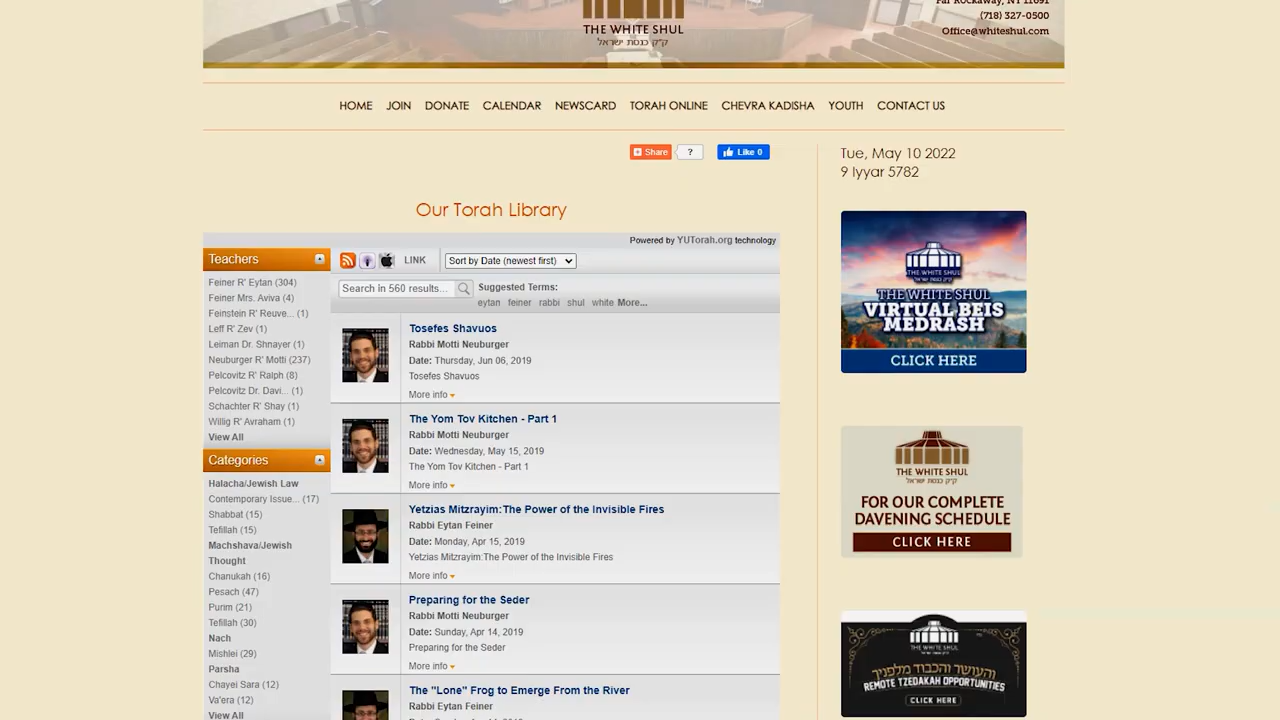 Far Rockaway, NY 11691
(718) 327-0500
Office@whiteshul.com
THE WHITE SHUL
ק"ק כנסת ישראל
HOME JOIN DONATE CALENDAR NEWSCARD TORAH ONLINE CHEVRA KADISHA YOUTH CONTACT US
Share ? Like 0
Tue, May 10 2022
9 Iyyar 5782
Our Torah Library
Powered by YUTorah.org technology
Teachers
Feiner R' Eytan (304)
Feiner Mrs. Aviva (4)
Feinstein R' Reuve... (1)
Leff R' Zev (1)
Leiman Dr. Shnayer (1)
Neuburger R' Motti (237)
Pelcovitz R' Ralph (8)
Pelcovitz Dr. Davi... (1)
Schachter R' Shay (1)
Willig R' Avraham (1)
View All
Categories
Halacha/Jewish Law
Contemporary Issue... (17)
Shabbat (15)
Tefillah (15)
Machshava/Jewish
Thought
Chanukah (16)
Pesach (47)
Purim (21)
Tefillah (30)
Nach
Mishlei (29)
Parsha
Chayei Sara (12)
Va'era (12)
View All
LINK
Sort by Date (newest first)
Search in 560 results...
Suggested Terms:
eytan feiner rabbi shul white More...
Tosefes Shavuos
Rabbi Motti Neuburger
Date: Thursday, Jun 06, 2019
Tosefes Shavuos
More info
The Yom Tov Kitchen - Part 1
Rabbi Motti Neuburger
Date: Wednesday, May 15, 2019
The Yom Tov Kitchen - Part 1
More info
Yetzias Mitzrayim:The Power of the Invisible Fires
Rabbi Eytan Feiner
Date: Monday, Apr 15, 2019
Yetzias Mitzrayim:The Power of the Invisible Fires
More info
Preparing for the Seder
Rabbi Motti Neuburger
Date: Sunday, Apr 14, 2019
Preparing for the Seder
More info
The "Lone" Frog to Emerge From the River
Rabbi Eytan Feiner
THE WHITE SHUL
THE WHITE SHUL
VIRTUAL BEIS
MEDRASH
CLICK HERE
THE WHITE SHUL
ק"ק כנסת ישראל
FOR OUR COMPLETE
DAVENING SCHEDULE
CLICK HERE
THE WHITE SHUL
והעושר והכבוד מלפניך
REMOTE TZEDAKAH OPPORTUNITIES
CLICK HERE